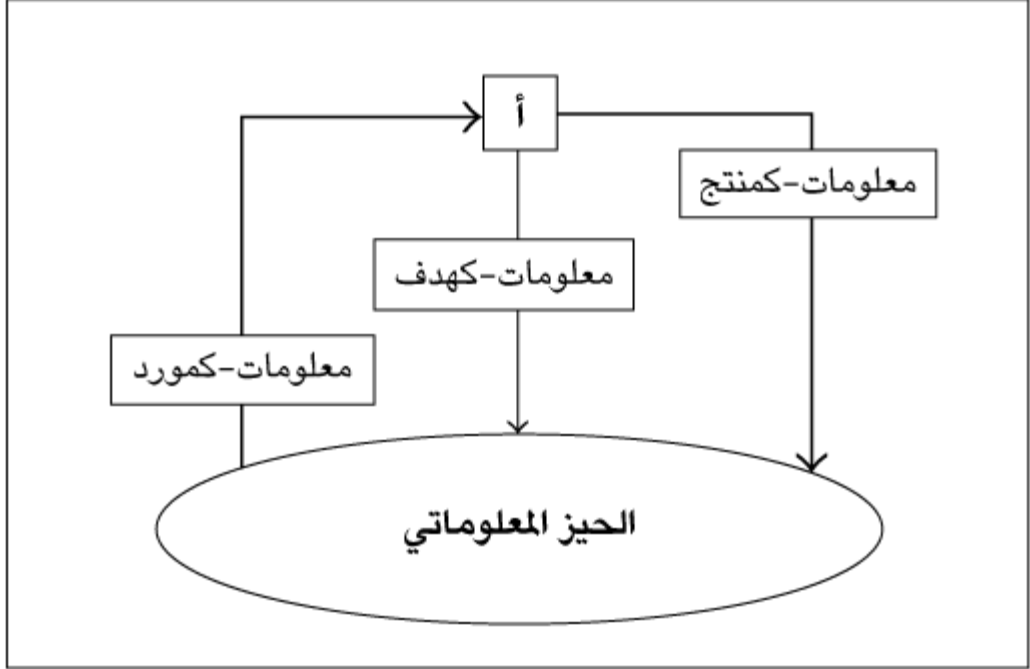 أ
معلومات-كمنتج
معلومات-كهدف
معلومات-كمورد
الحيز المعلوماتي